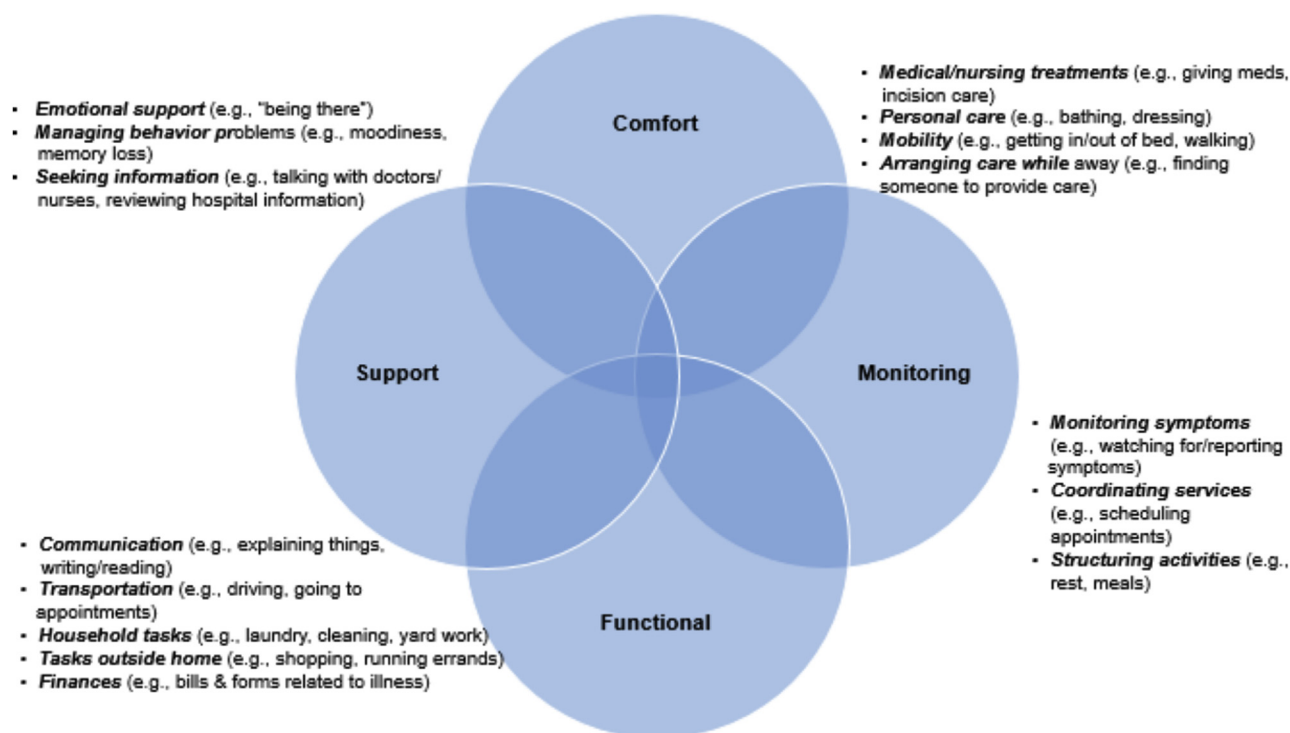 Comfort
▪ Medical/nursing treatments (e.g., giving meds,
incision care)
▪ Personal care (e.g., bathing, dressing)
▪ Mobility (e.g., getting in/out of bed, walking)
▪ Arranging care while away (e.g., finding
someone to provide care)
▪ Emotional support (e.g., "being there")
▪ Managing behavior problems (e.g., moodiness,
memory loss)
▪ Seeking information (e.g., talking with doctors/
nurses, reviewing hospital information)
Support
Monitoring
▪ Monitoring symptoms
(e.g., watching for/reporting
symptoms)
▪ Coordinating services
(e.g., scheduling
appointments)
▪ Structuring activities (e.g.,
rest, meals)
▪ Communication (e.g., explaining things,
writing/reading)
▪ Transportation (e.g., driving, going to
appointments)
▪ Household tasks (e.g., laundry, cleaning, yard work)
▪ Tasks outside home (e.g., shopping, running errands)
▪ Finances (e.g., bills & forms related to illness)
Functional